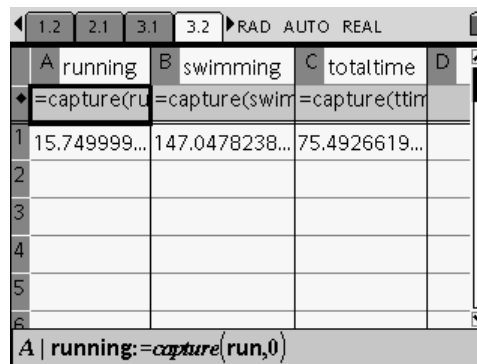 1.2 2.1 3.1 3.2 RAD AUTO REAL
A running B swimming C totaltime D
=capture(ru =capture(swim =capture(ttim
1 15.749999... 147.0478238... 75.4926619...
2
3
4
5
6
A | running:=capture(run,0)